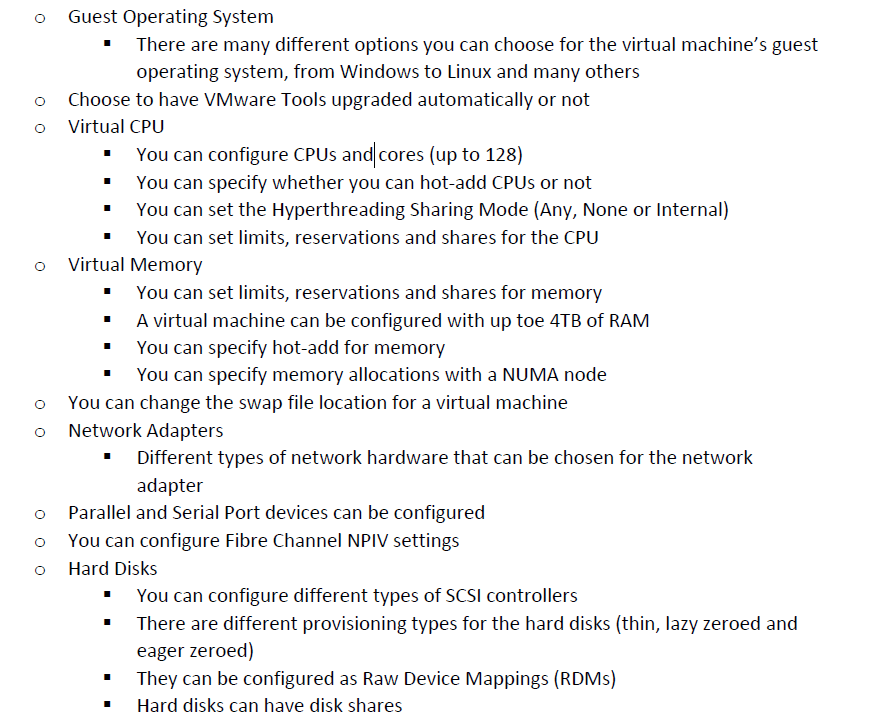 Guest Operating System
There are many different options you can choose for the virtual machine’s guest
operating system, from Windows to Linux and many others
Choose to have VMware Tools upgraded automatically or not
Virtual CPU
You can configure CPUs and cores (up to 128)
You can specify whether you can hot-add CPUs or not
You can set the Hyperthreading Sharing Mode (Any, None or Internal)
You can set limits, reservations and shares for the CPU
Virtual Memory
You can set limits, reservations and shares for memory
A virtual machine can be configured with up toe 4TB of RAM
You can specify hot-add for memory
You can specify memory allocations with a NUMA node
You can change the swap file location for a virtual machine
Network Adapters
Different types of network hardware that can be chosen for the network
adapter
Parallel and Serial Port devices can be configured
You can configure Fibre Channel NPIV settings
Hard Disks
You can configure different types of SCSI controllers
There are different provisioning types for the hard disks (thin, lazy zeroed and
eager zeroed)
They can be configured as Raw Device Mappings (RDMs)
Hard disks can have disk shares